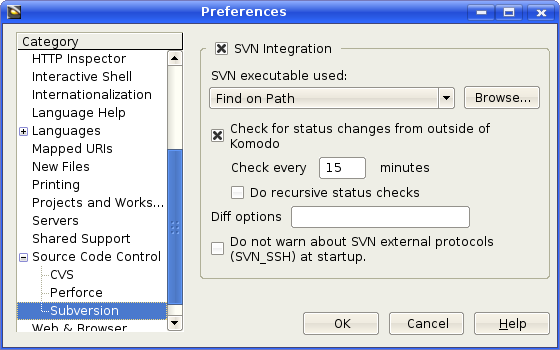 Preferences
Category
HTTP Inspector
Interactive Shell
Internationalization
Language Help
Languages
Mapped URIs
New Files
Printing
Projects and Works...
Servers
Shared Support
Source Code Control
CVS
Perforce
Subversion
Web & Browser
SVN Integration
SVN executable used:
Find on Path
Browse...
Check for status changes from outside of
Komodo
Check every 15 minutes
Do recursive status checks
Diff options
Do not warn about SVN external protocols
(SVN_SSH) at startup.
OK
Cancel
Help